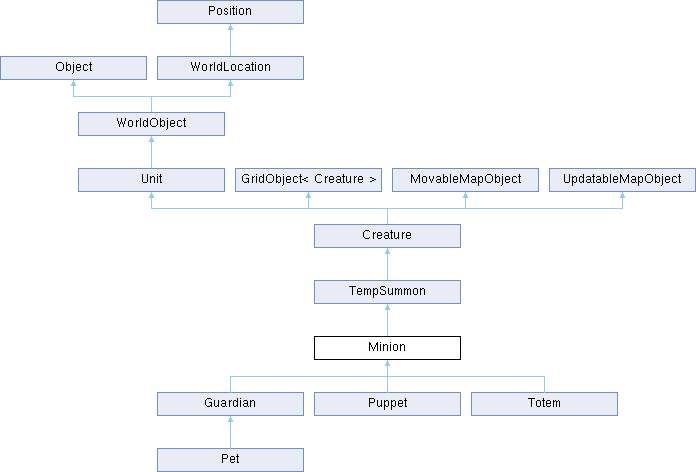 Position
Object
WorldLocation
WorldObject
Unit
GridObject< Creature >
MovableMapObject
UpdatableMapObject
Creature
TempSummon
Minion
Guardian
Puppet
Totem
Pet